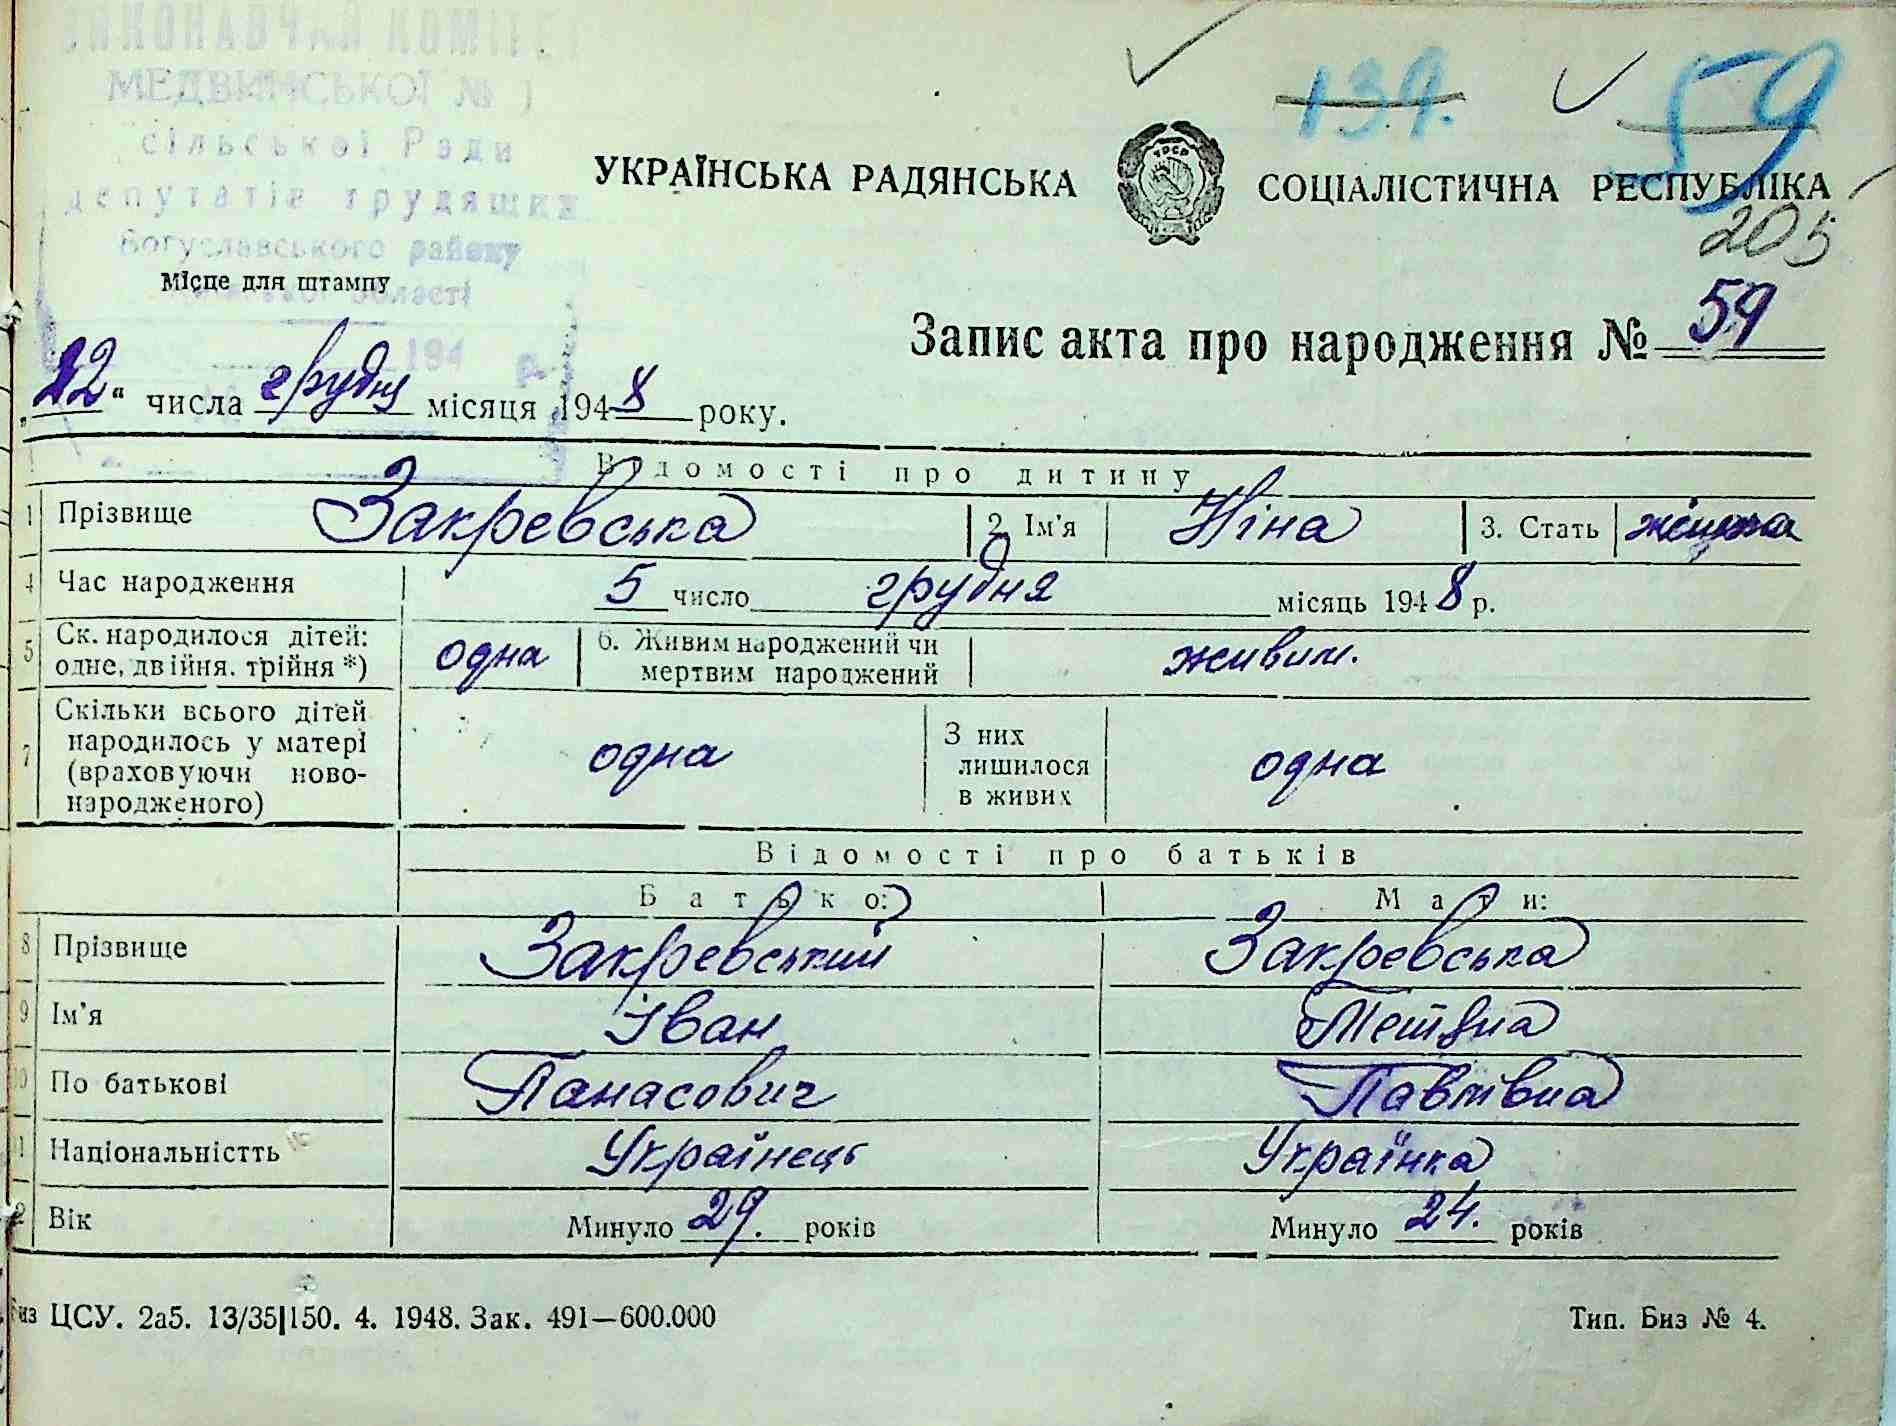 ВИКОНАВЧИЙ КОМІТЕТ
МЕДВИНСЬКОЇ № 1
сільської Ради
депутатів трудящих
Богуславського району
області
194 р.
139.
59
205
УКРАЇНСЬКА РАДЯНСЬКА СОЦІАЛІСТИЧНА РЕСПУБЛІКА
УРСР
Місце для штампу
Запис акта про народження № 59
„22“ числа грудня місяця 1948 року.
Відомості про дитину
1 Прізвище Закревська 2 Ім'я Ніна 3. Стать жіноча
4 Час народження 5 число грудня місяць 1948 р.
5 Ск. народилося дітей: одна 6. Живим народжений чи живим.
одне, двійня. трійня *) мертвим народжений
7 Скільки всього дітей народилось у матері (враховуючи ново-народженого) одна З них лишилося в живих одна
Відомості про батьків
Батько: Мати:
8 Прізвище Закревський Закревська
9 Ім'я Іван Тетяна
10 По батькові Панасович Павлівна
11 Національністть Українець Українка
12 Вік Минуло 29. років Минуло 24. років
Биз ЦСУ. 2а5. 13/35|150. 4. 1948. Зак. 491—600.000 Тип. Биз № 4.